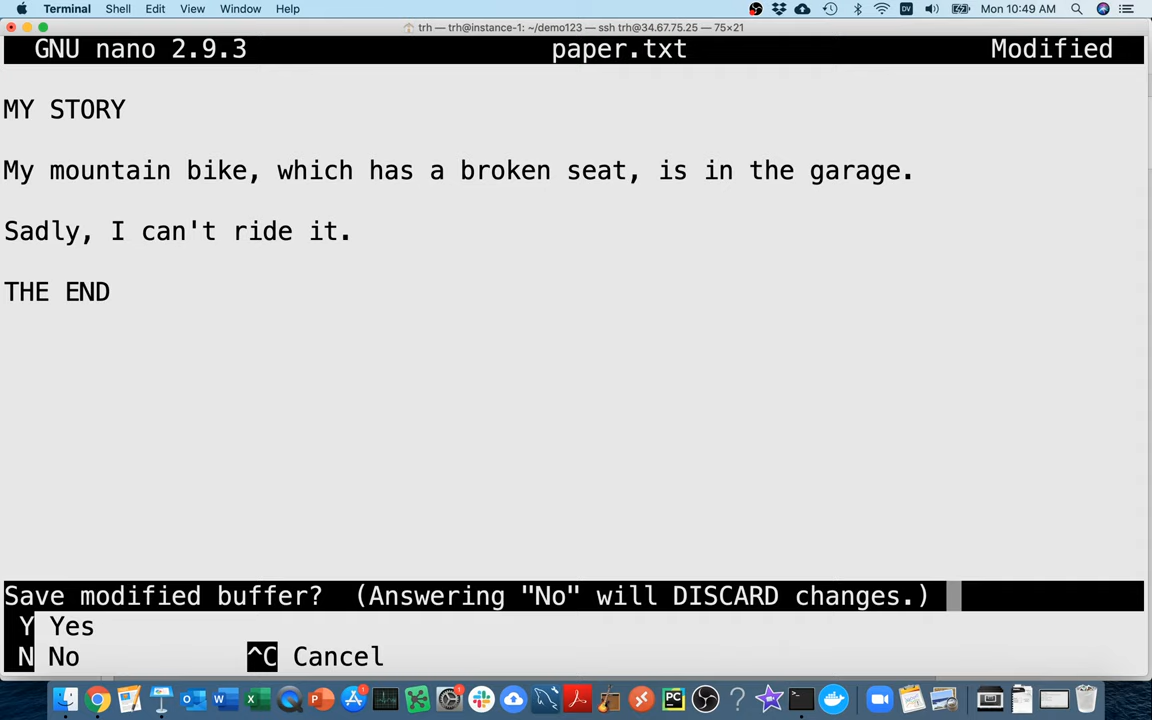 Terminal Shell Edit View Window Help DV Mon 10:49 AM
trh — trh@instance-1: ~/demo123 — ssh trh@34.67.75.25 — 75×21
GNU nano 2.9.3 paper.txt Modified
MY STORY
My mountain bike, which has a broken seat, is in the garage.
Sadly, I can't ride it.
THE END
Save modified buffer? (Answering "No" will DISCARD changes.)
Y Yes
N No ^C Cancel